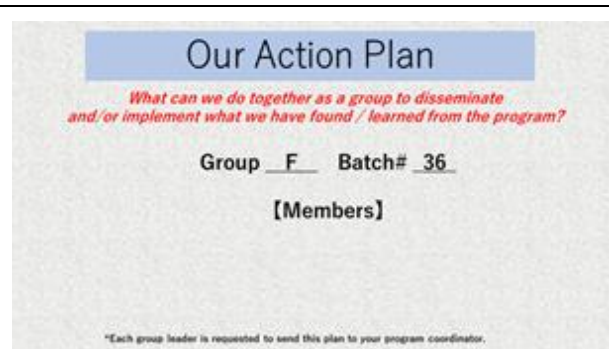 Our Action Plan
What can we do together as a group to disseminate
and/or implement what we have found / learned from the program?
Group __F__ Batch# _36_
【Members】
*Each group leader is requested to send this plan to your program coordinator.